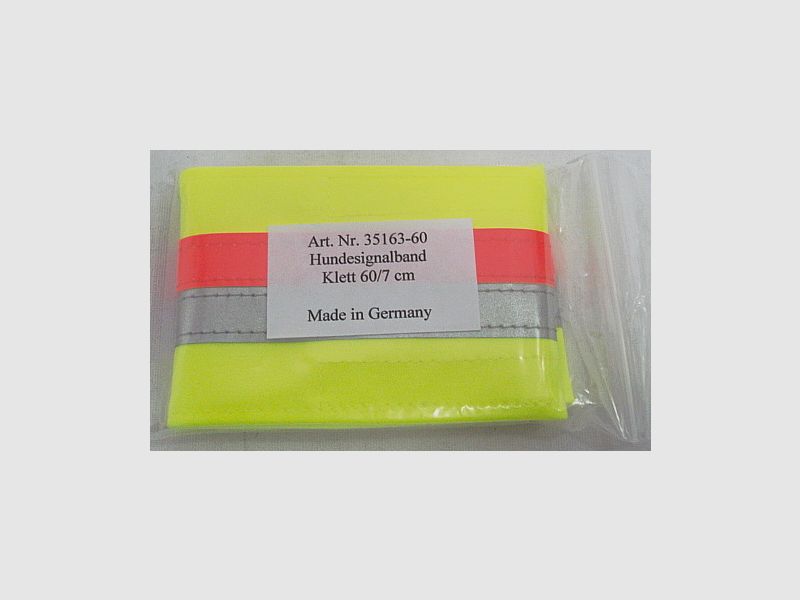 Art. Nr. 35163-60
Hundesignalband
Klett 60/7 cm
Made in Germany